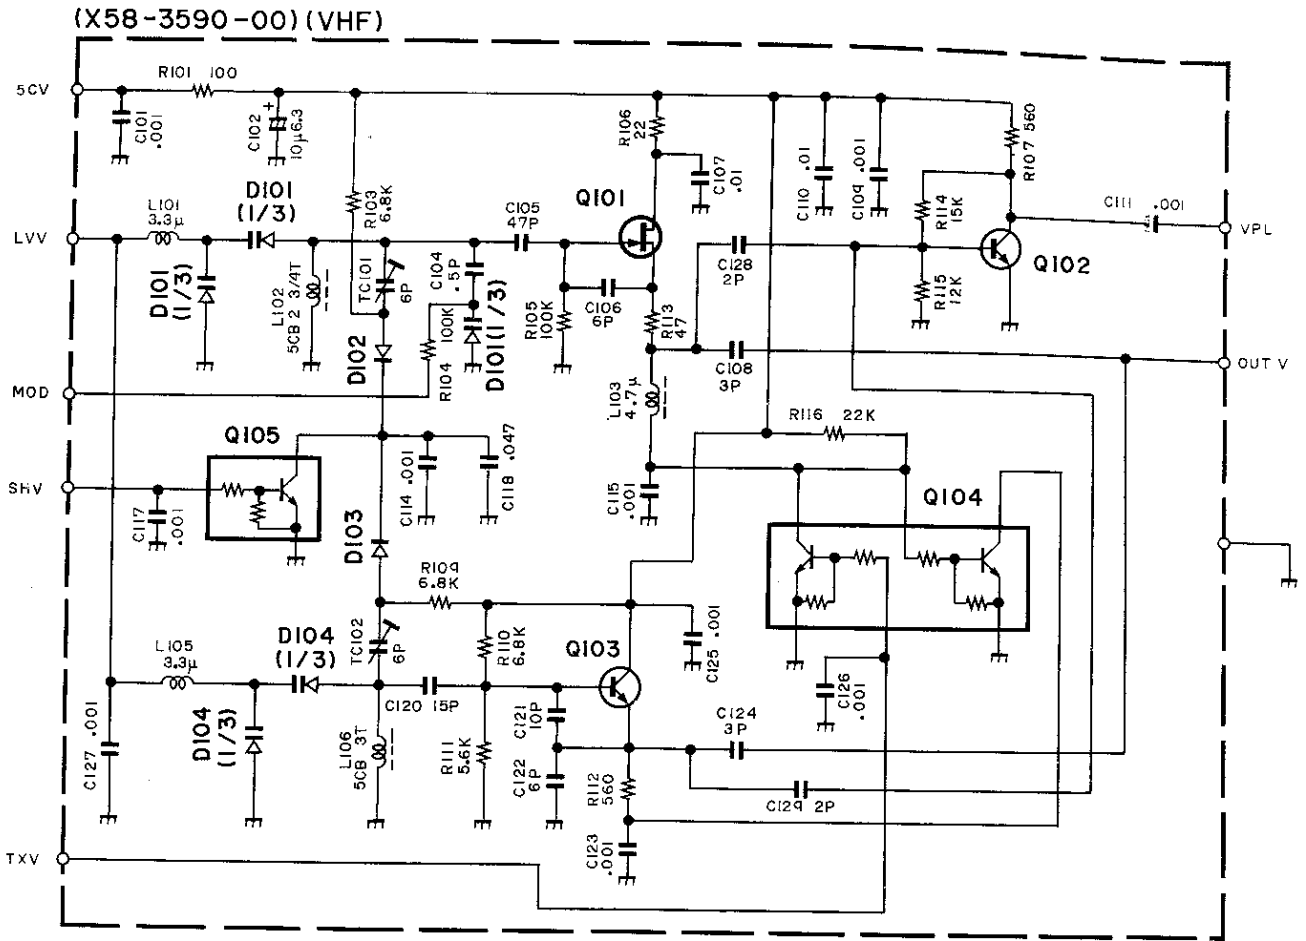 (X58-3590-00)(VHF)
5CV
R101 100
C101
.001
C102
+
10µ6.3
R103
6.8K
R106
22
C107
.01
C110 .01
C109 .001
R107 560
L101
3.3µ
D101
(1/3)
LVV
D101
(1/3)
L102
5CB 2 3/4T
TC101
6P
C104
.5P
C105
47P
Q101
C106
6P
R105
100K
R113
47
C128
2P
R114
15K
R115
12K
Q102
C111 .001
VPL
D102
R104 100K
D101(1/3)
C108
3P
OUT V
MOD
L103
4.7µ
R116 22K
Q105
SHV
C117
.001
C114 .001
C118 .047
C115
.001
Q104
D103
R109
6.8K
TC102
6P
R110
6.8K
Q103
C125 .001
C126
.001
L105
3.3µ
D104
(1/3)
D104
(1/3)
C127 .001
L106
5CB 3T
C120 15P
R111
5.6K
C121
10P
C122
6P
R112
560
C123
.001
C124
3P
C129 2P
TXV